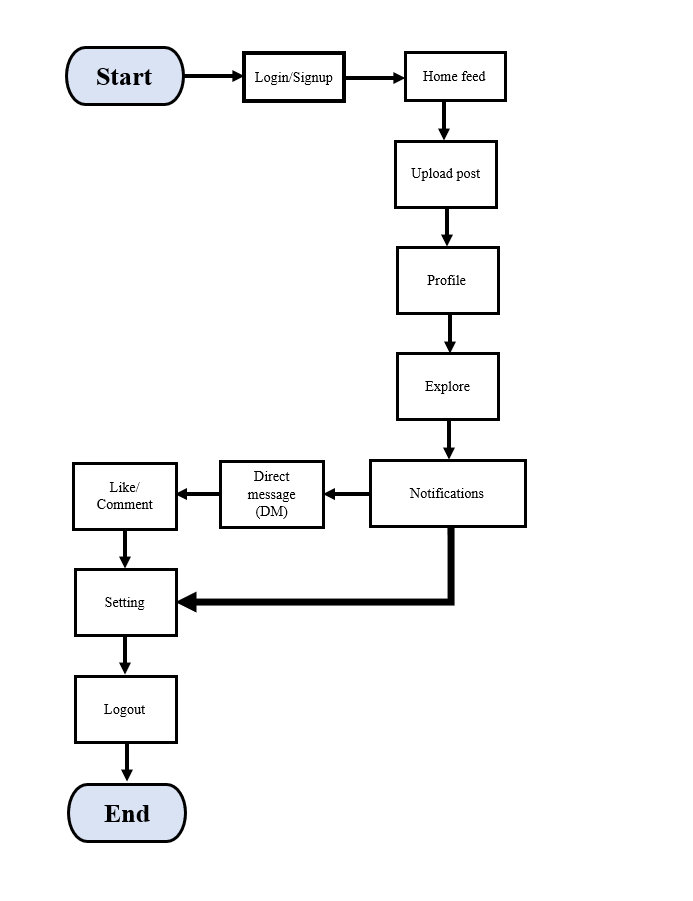 Start
Login/Signup
Home feed
Upload post
Profile
Explore
Notifications
Direct
message
(DM)
Like/
Comment
Setting
Logout
End